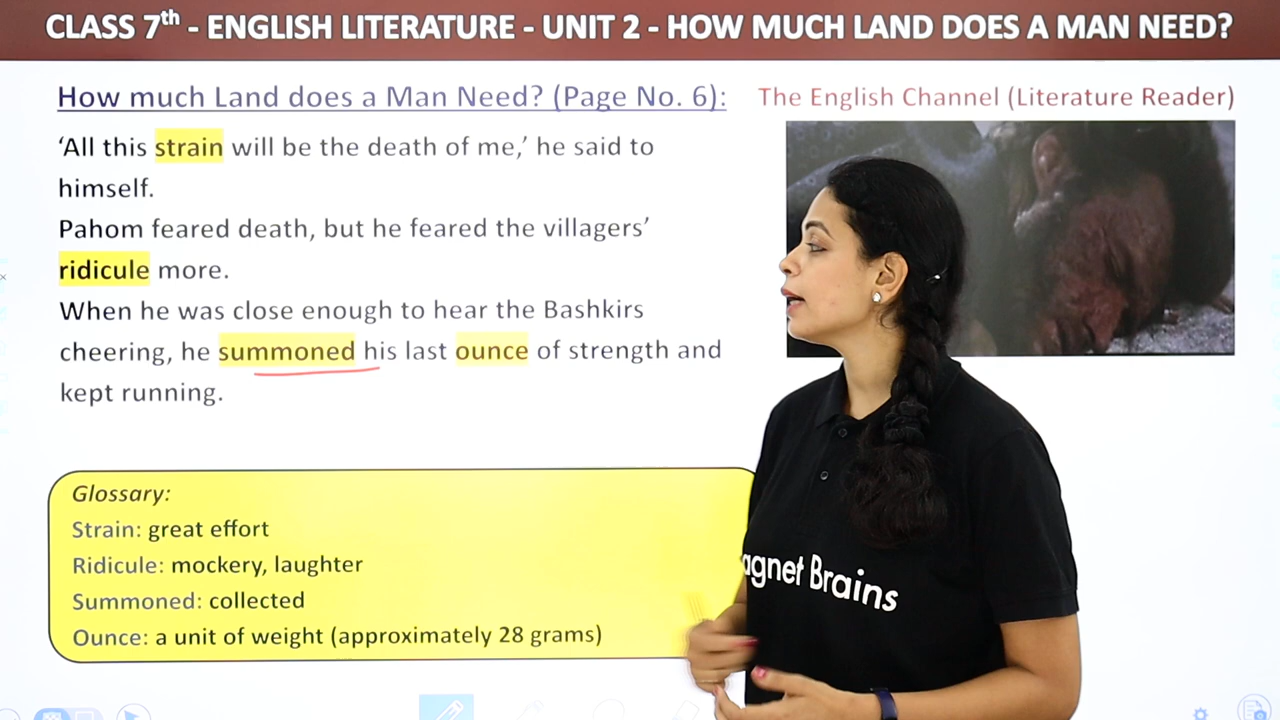 CLASS 7th - ENGLISH LITERATURE - UNIT 2 - HOW MUCH LAND DOES A MAN NEED?
How much Land does a Man Need? (Page No. 6):
The English Channel (Literature Reader)
‘All this strain will be the death of me,’ he said to
himself.
Pahom feared death, but he feared the villagers’
ridicule more.
When he was close enough to hear the Bashkirs
cheering, he summoned his last ounce of strength and
kept running.
Glossary:
Strain: great effort
Ridicule: mockery, laughter
Summoned: collected
Ounce: a unit of weight (approximately 28 grams)
agnet Brains